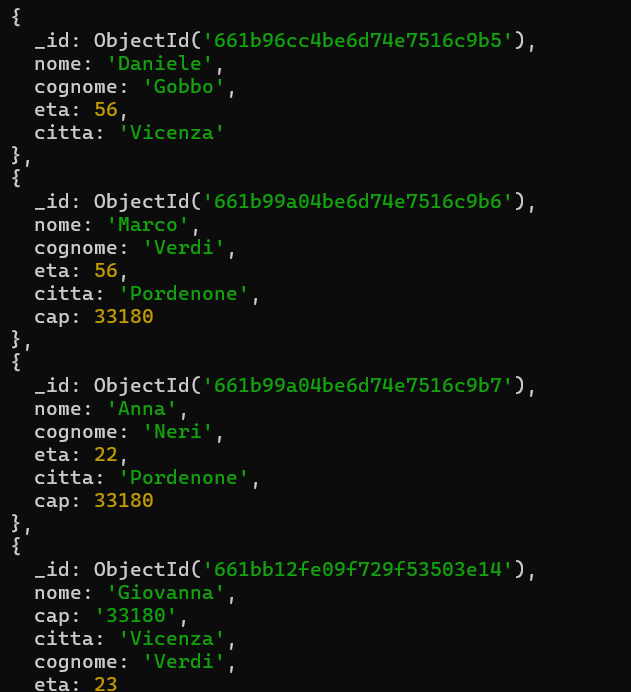 {
  _id: ObjectId('661b96cc4be6d74e7516c9b5'),
  nome: 'Daniele',
  cognome: 'Gobbo',
  eta: 56,
  citta: 'Vicenza'
},
{
  _id: ObjectId('661b99a04be6d74e7516c9b6'),
  nome: 'Marco',
  cognome: 'Verdi',
  eta: 56,
  citta: 'Pordenone',
  cap: 33180
},
{
  _id: ObjectId('661b99a04be6d74e7516c9b7'),
  nome: 'Anna',
  cognome: 'Neri',
  eta: 22,
  citta: 'Pordenone',
  cap: 33180
},
{
  _id: ObjectId('661bb12fe09f729f53503e14'),
  nome: 'Giovanna',
  cap: '33180',
  citta: 'Vicenza',
  cognome: 'Verdi',
  eta: 23